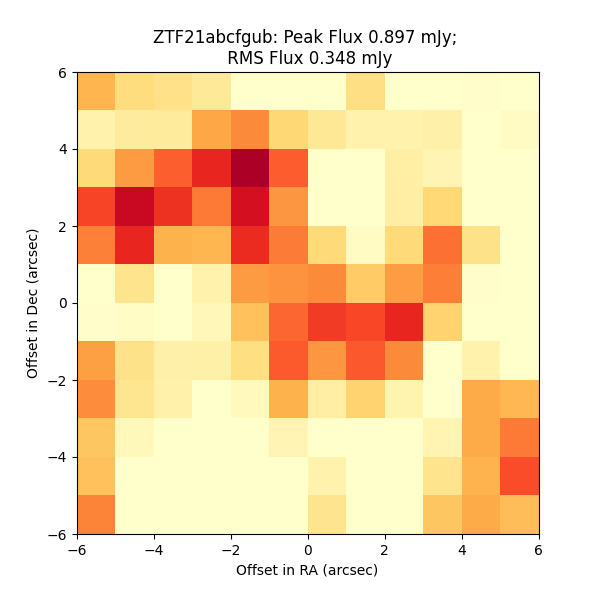 ZTF21abcfgub: Peak Flux 0.897 mJy;
RMS Flux 0.348 mJy
6
4
2
0
−2
−4
−6
Offset in Dec (arcsec)
−6 −4 −2 0 2 4 6
Offset in RA (arcsec)